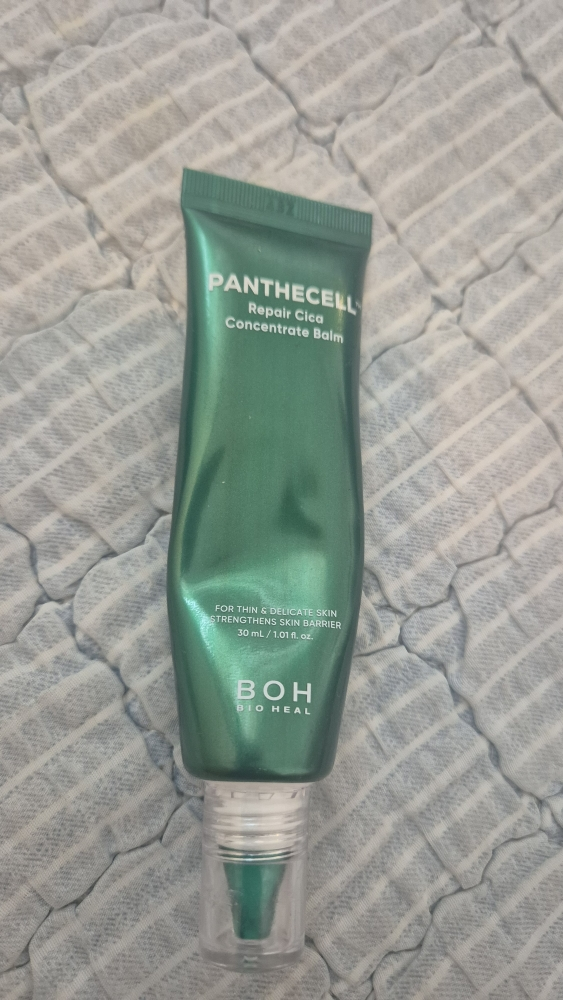 PANTHECELL™
Repair Cica
Concentrate Balm
FOR THIN & DELICATE SKIN
STRENGTHENS SKIN BARRIER
30 mL / 1.01 fl. oz.
BOH
BIO HEAL